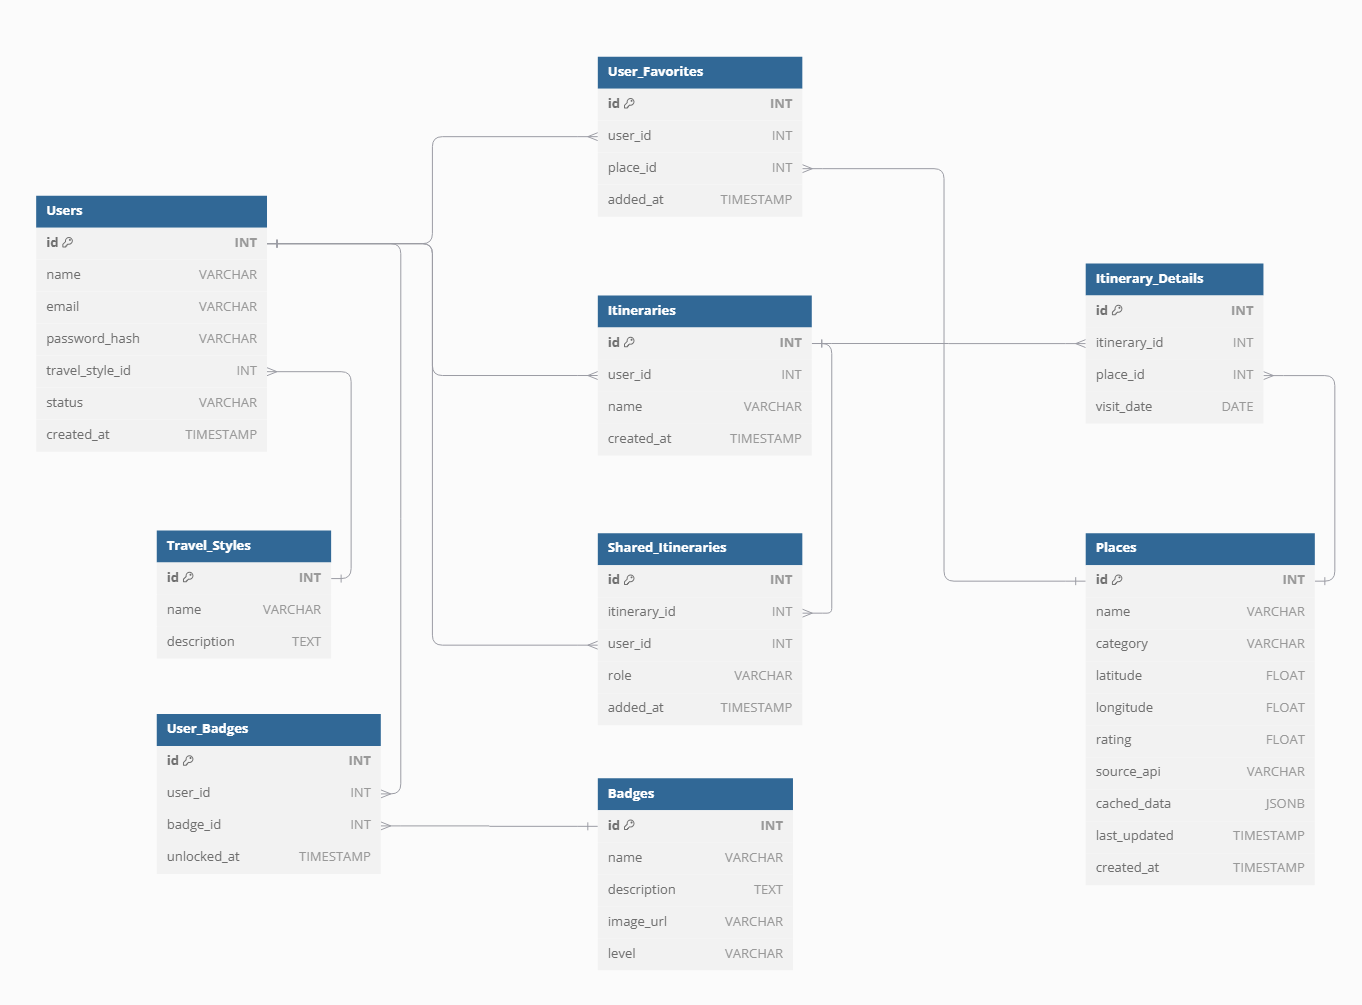 User_Favorites
id INT
user_id INT
place_id INT
added_at TIMESTAMP
Users
id INT
name VARCHAR
email VARCHAR
password_hash VARCHAR
travel_style_id INT
status VARCHAR
created_at TIMESTAMP
Itineraries
id INT
user_id INT
name VARCHAR
created_at TIMESTAMP
Itinerary_Details
id INT
itinerary_id INT
place_id INT
visit_date DATE
Travel_Styles
id INT
name VARCHAR
description TEXT
Shared_Itineraries
id INT
itinerary_id INT
user_id INT
role VARCHAR
added_at TIMESTAMP
Places
id INT
name VARCHAR
category VARCHAR
latitude FLOAT
longitude FLOAT
rating FLOAT
source_api VARCHAR
cached_data JSONB
last_updated TIMESTAMP
created_at TIMESTAMP
User_Badges
id INT
user_id INT
badge_id INT
unlocked_at TIMESTAMP
Badges
id INT
name VARCHAR
description TEXT
image_url VARCHAR
level VARCHAR